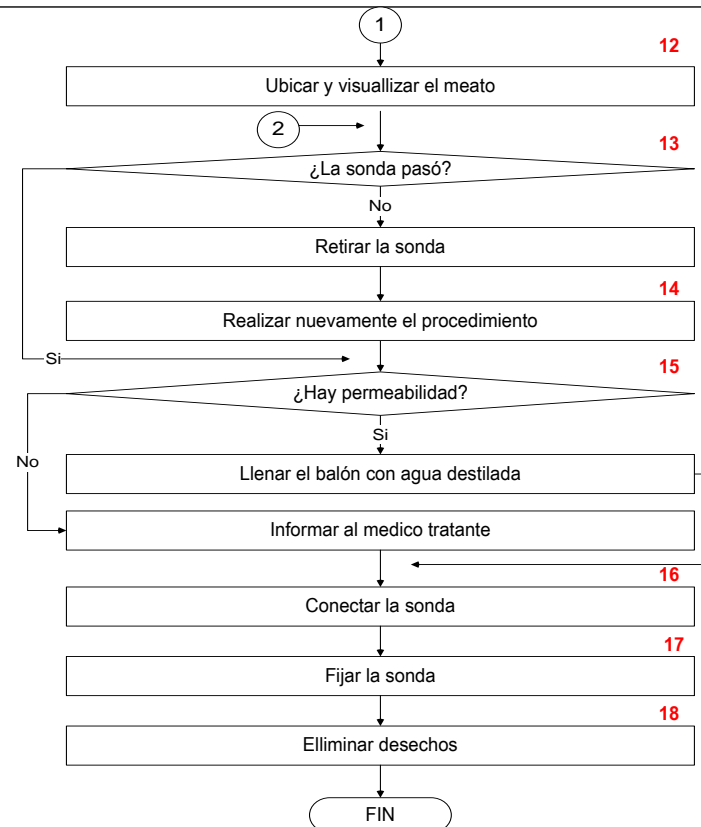 1
12
Ubicar y visuallizar el meato
2
13
¿La sonda pasó?
No
Retirar la sonda
14
Realizar nuevamente el procedimiento
Si
15
¿Hay permeabilidad?
Si
No
Llenar el balón con agua destilada
Informar al medico tratante
16
Conectar la sonda
17
Fijar la sonda
18
Elliminar desechos
FIN